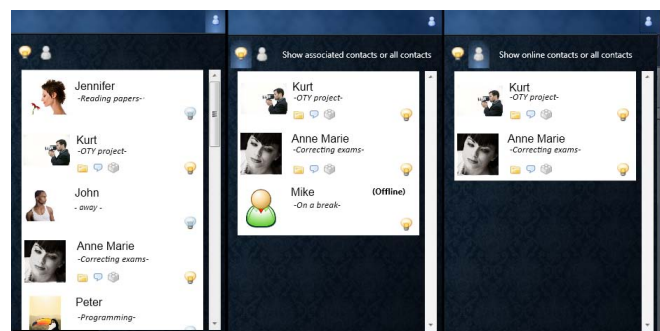 Jennifer
-Reading papers-
Kurt
-OTY project-
John
- away -
Anne Marie
-Correcting exams-
Peter
-Programming-
Show associated contacts or all contacts
Kurt
-OTY project-
Anne Marie
-Correcting exams-
Mike (Offline)
-On a break-
Show online contacts or all contacts
Kurt
-OTY project-
Anne Marie
-Correcting exams-